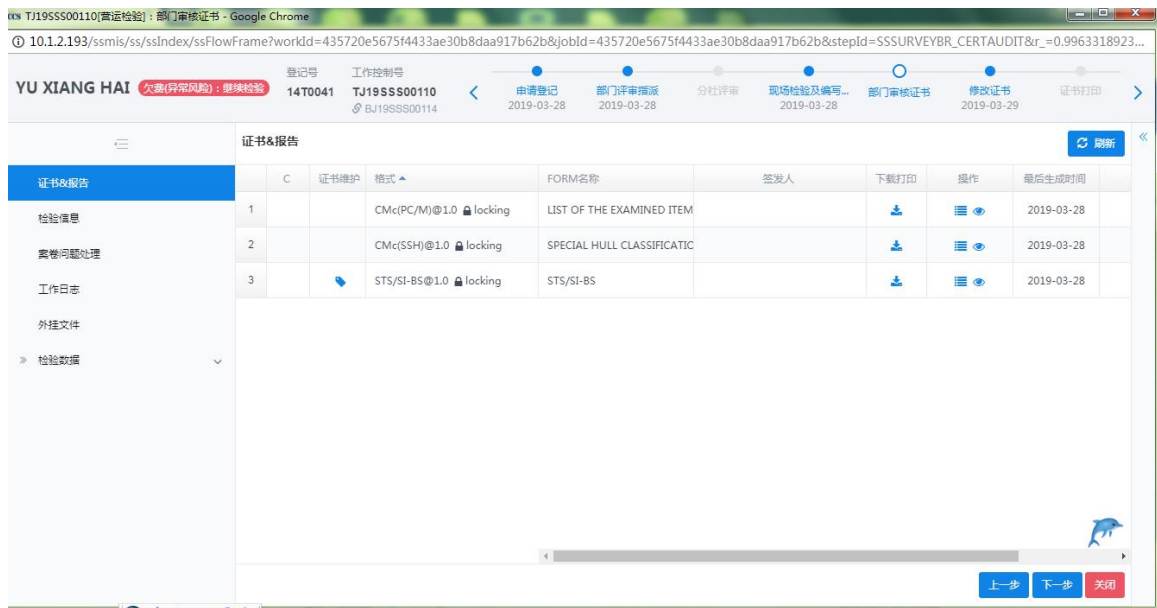 ccs TJ19SSS00110[营运检验]：部门审核证书 - Google Chrome
10.1.2.193/ssmis/ss/ssIndex/ssFlowFrame?workId=435720e5675f4433ae30b8daa917b62b&jobId=435720e5675f4433ae30b8daa917b62b&stepId=SSSURVEYBR_CERTAUDIT&r_=0.9963318923...
YU XIANG HAI 欠费(异常风险)：继续检验
登记号 工作控制号
14T0041 TJ19SSS00110
BJ19SSS00114
申请登记 部门评审指派 分社评审 现场检验及编写... 部门审核证书 修改证书 证书打印
2019-03-28 2019-03-28 2019-03-28 2019-03-29
证书&报告 刷新
证书&报告
检验信息
案卷问题处理
工作日志
外挂文件
检验数据
C 证书维护 格式 FORM名称 签发人 下载打印 操作 最后生成时间
1 CMc(PC/M)@1.0 locking LIST OF THE EXAMINED ITEM 2019-03-28
2 CMc(SSH)@1.0 locking SPECIAL HULL CLASSIFICATIC 2019-03-28
3 STS/SI-BS@1.0 locking STS/SI-BS 2019-03-28
上一步 下一步 关闭